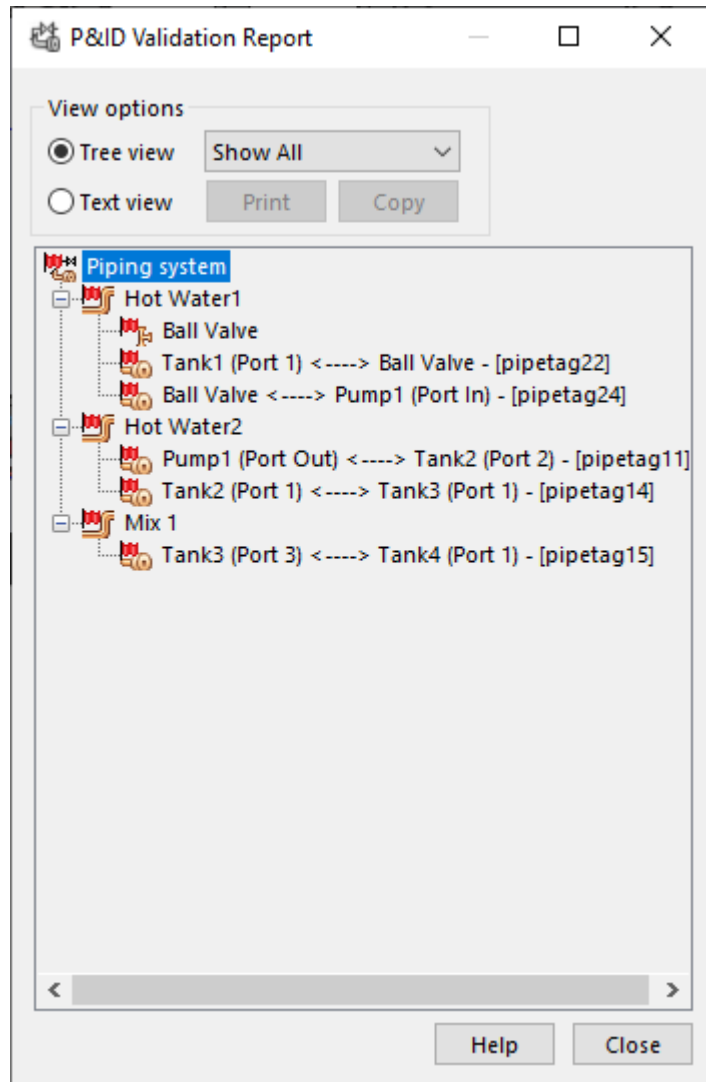 P&ID Validation Report
View options
Tree view Show All
Text view Print Copy
Piping system
Hot Water1
Ball Valve
Tank1 (Port 1) <----> Ball Valve - [pipetag22]
Ball Valve <----> Pump1 (Port In) - [pipetag24]
Hot Water2
Pump1 (Port Out) <----> Tank2 (Port 2) - [pipetag11]
Tank2 (Port 1) <----> Tank3 (Port 1) - [pipetag14]
Mix 1
Tank3 (Port 3) <----> Tank4 (Port 1) - [pipetag15]
Help Close